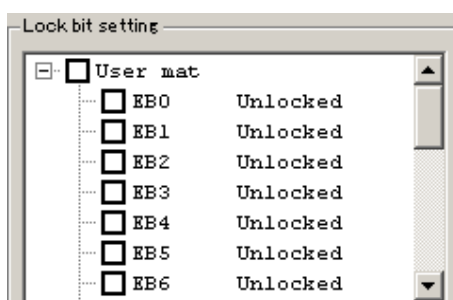 Lock bit setting
User mat
EB0 Unlocked
EB1 Unlocked
EB2 Unlocked
EB3 Unlocked
EB4 Unlocked
EB5 Unlocked
EB6 Unlocked